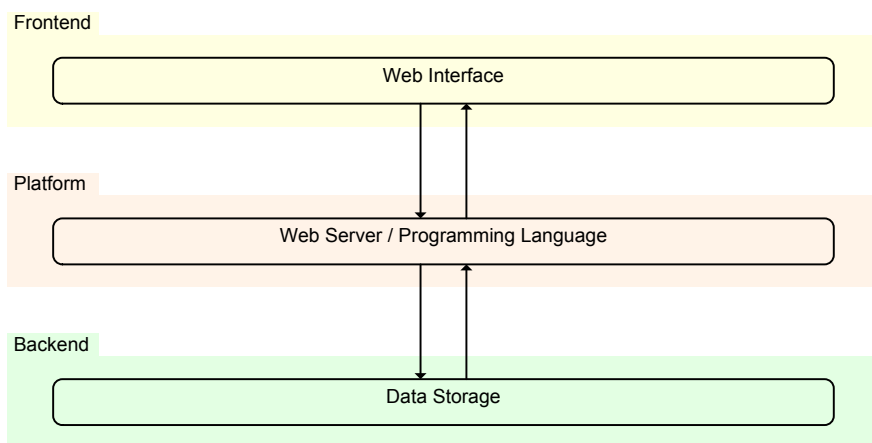 Frontend
Web Interface
Platform
Web Server / Programming Language
Backend
Data Storage